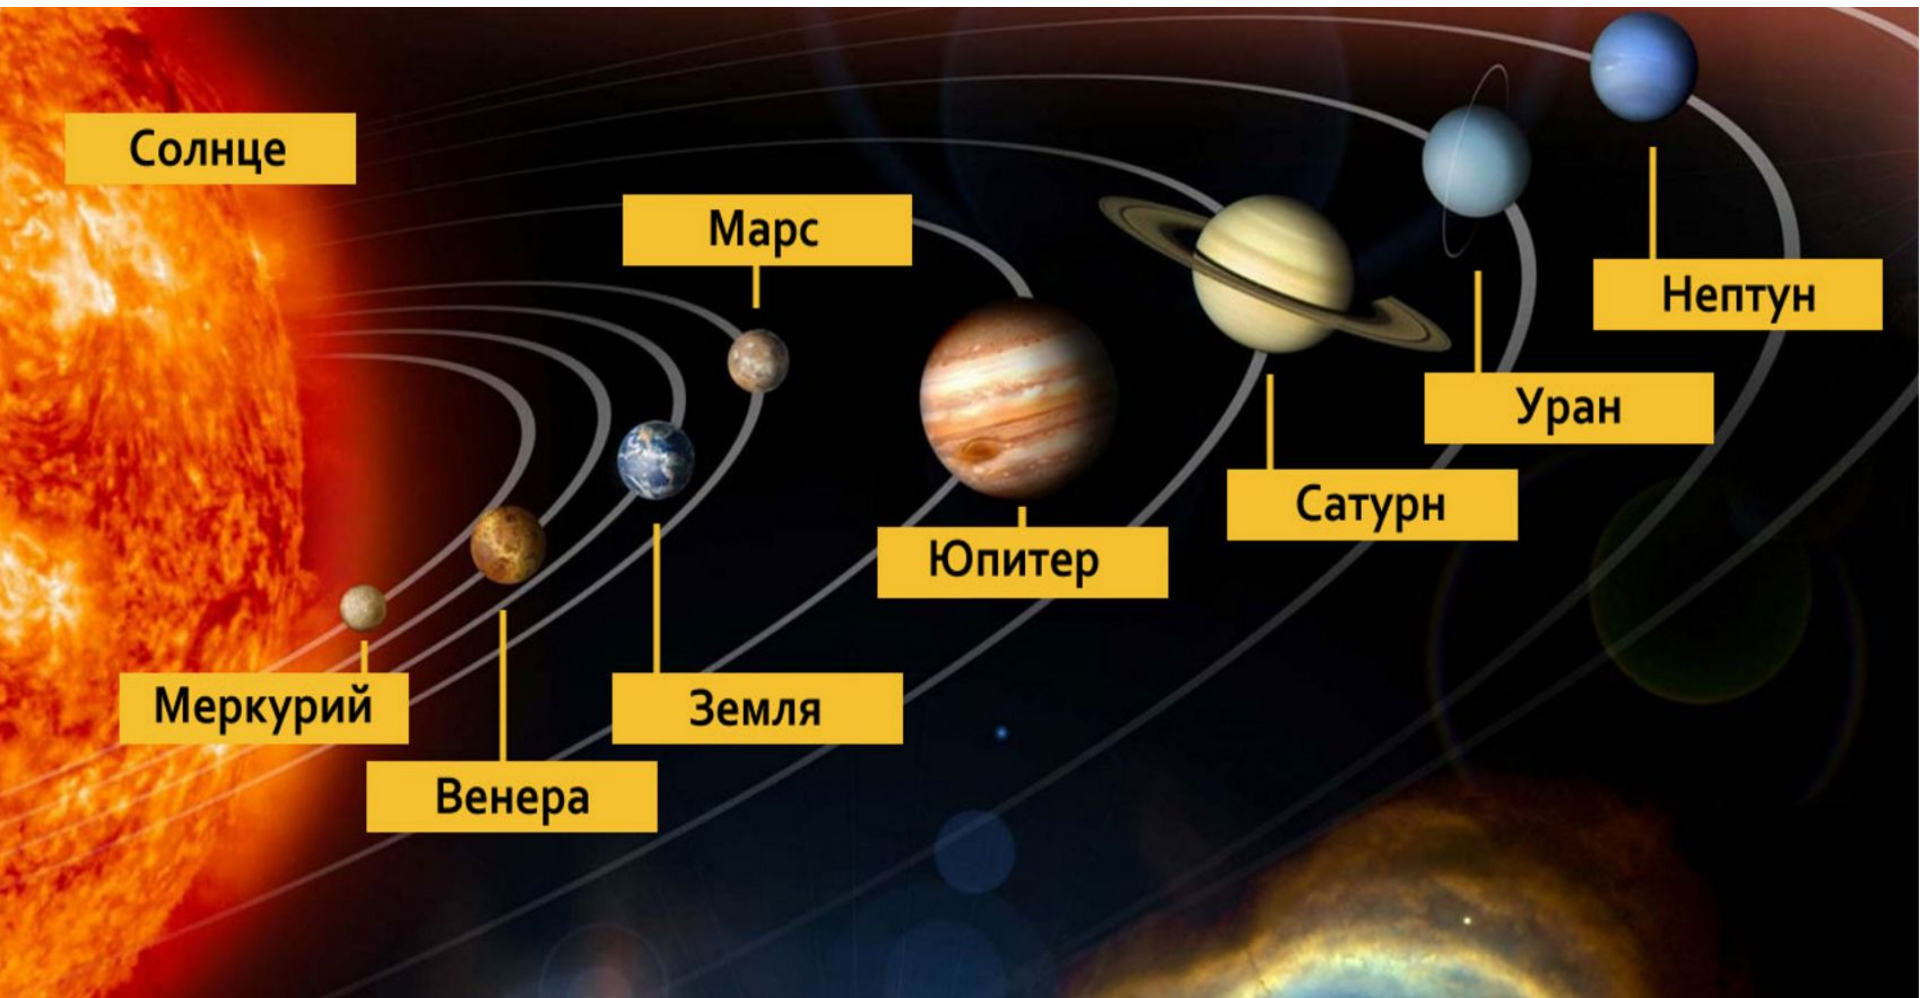 Солнце
Марс
Нептун
Уран
Сатурн
Юпитер
Меркурий
Земля
Венера